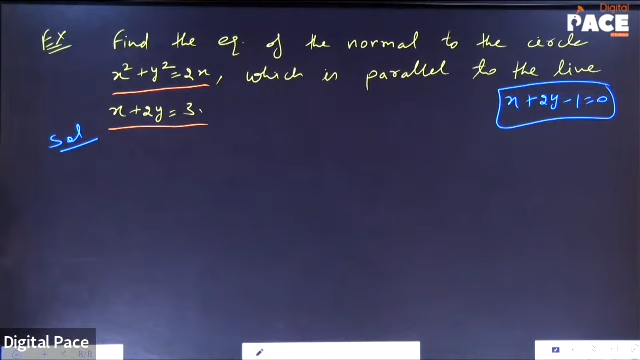 Digital
PACE
EX Find the eq. of the normal to the circle
x² + y² = 2x, which is parallel to the line
x + 2y = 3.
x + 2y - 1 = 0
Sol
Digital Pace